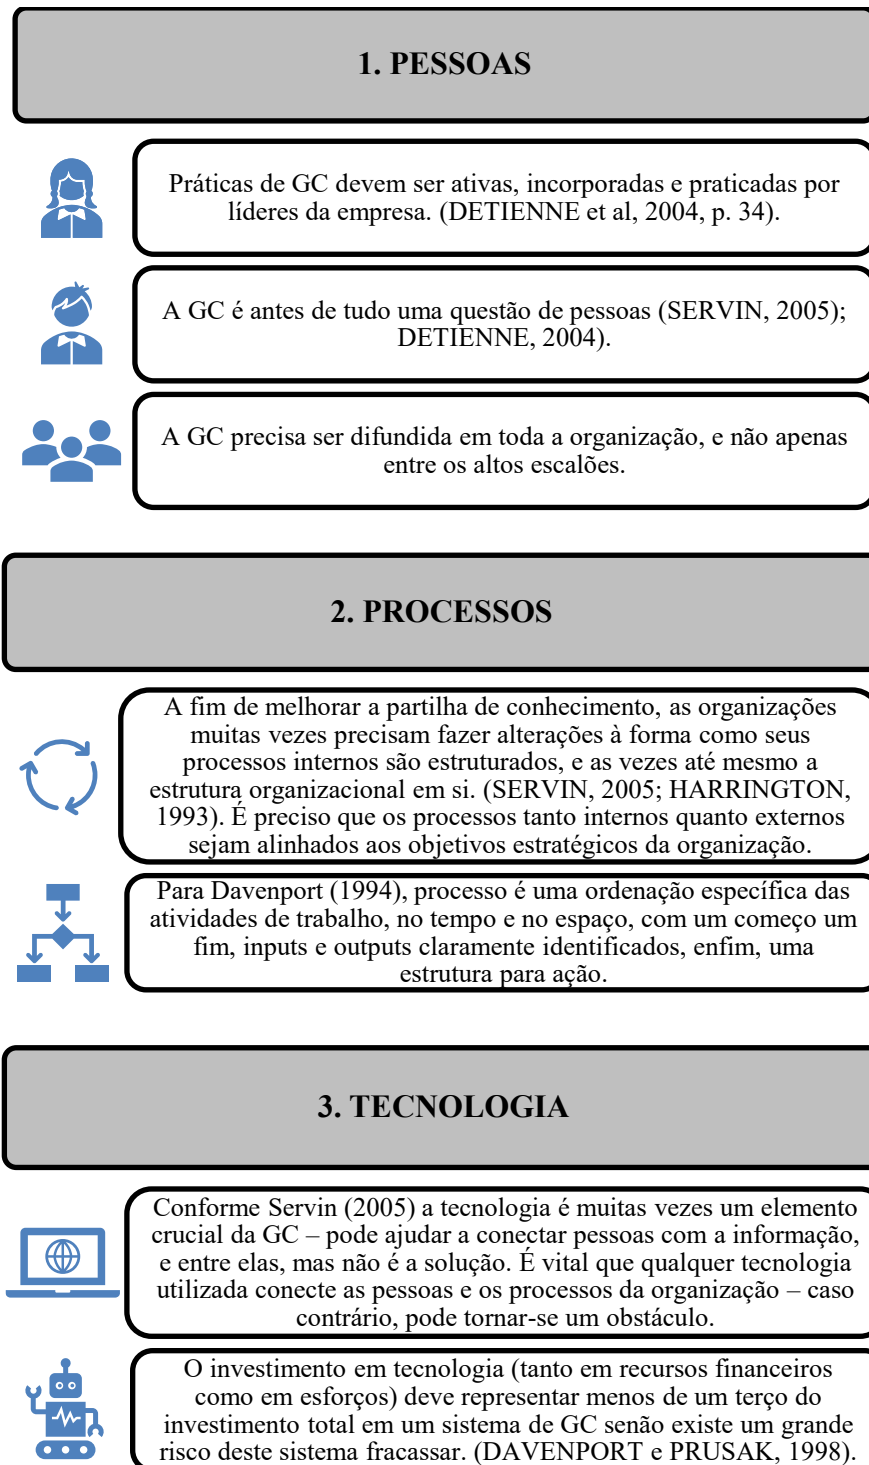 1. PESSOAS
Práticas de GC devem ser ativas, incorporadas e praticadas por
líderes da empresa. (DETIENNE et al, 2004, p. 34).
A GC é antes de tudo uma questão de pessoas (SERVIN, 2005);
DETIENNE, 2004).
A GC precisa ser difundida em toda a organização, e não apenas
entre os altos escalões.
2. PROCESSOS
A fim de melhorar a partilha de conhecimento, as organizações
muitas vezes precisam fazer alterações à forma como seus
processos internos são estruturados, e as vezes até mesmo a
estrutura organizacional em si. (SERVIN, 2005; HARRINGTON,
1993). É preciso que os processos tanto internos quanto externos
sejam alinhados aos objetivos estratégicos da organização.
Para Davenport (1994), processo é uma ordenação específica das
atividades de trabalho, no tempo e no espaço, com um começo um
fim, inputs e outputs claramente identificados, enfim, uma
estrutura para ação.
3. TECNOLOGIA
Conforme Servin (2005) a tecnologia é muitas vezes um elemento
crucial da GC – pode ajudar a conectar pessoas com a informação,
e entre elas, mas não é a solução. É vital que qualquer tecnologia
utilizada conecte as pessoas e os processos da organização – caso
contrário, pode tornar-se um obstáculo.
O investimento em tecnologia (tanto em recursos financeiros
como em esforços) deve representar menos de um terço do
investimento total em um sistema de GC senão existe um grande
risco deste sistema fracassar. (DAVENPORT e PRUSAK, 1998).